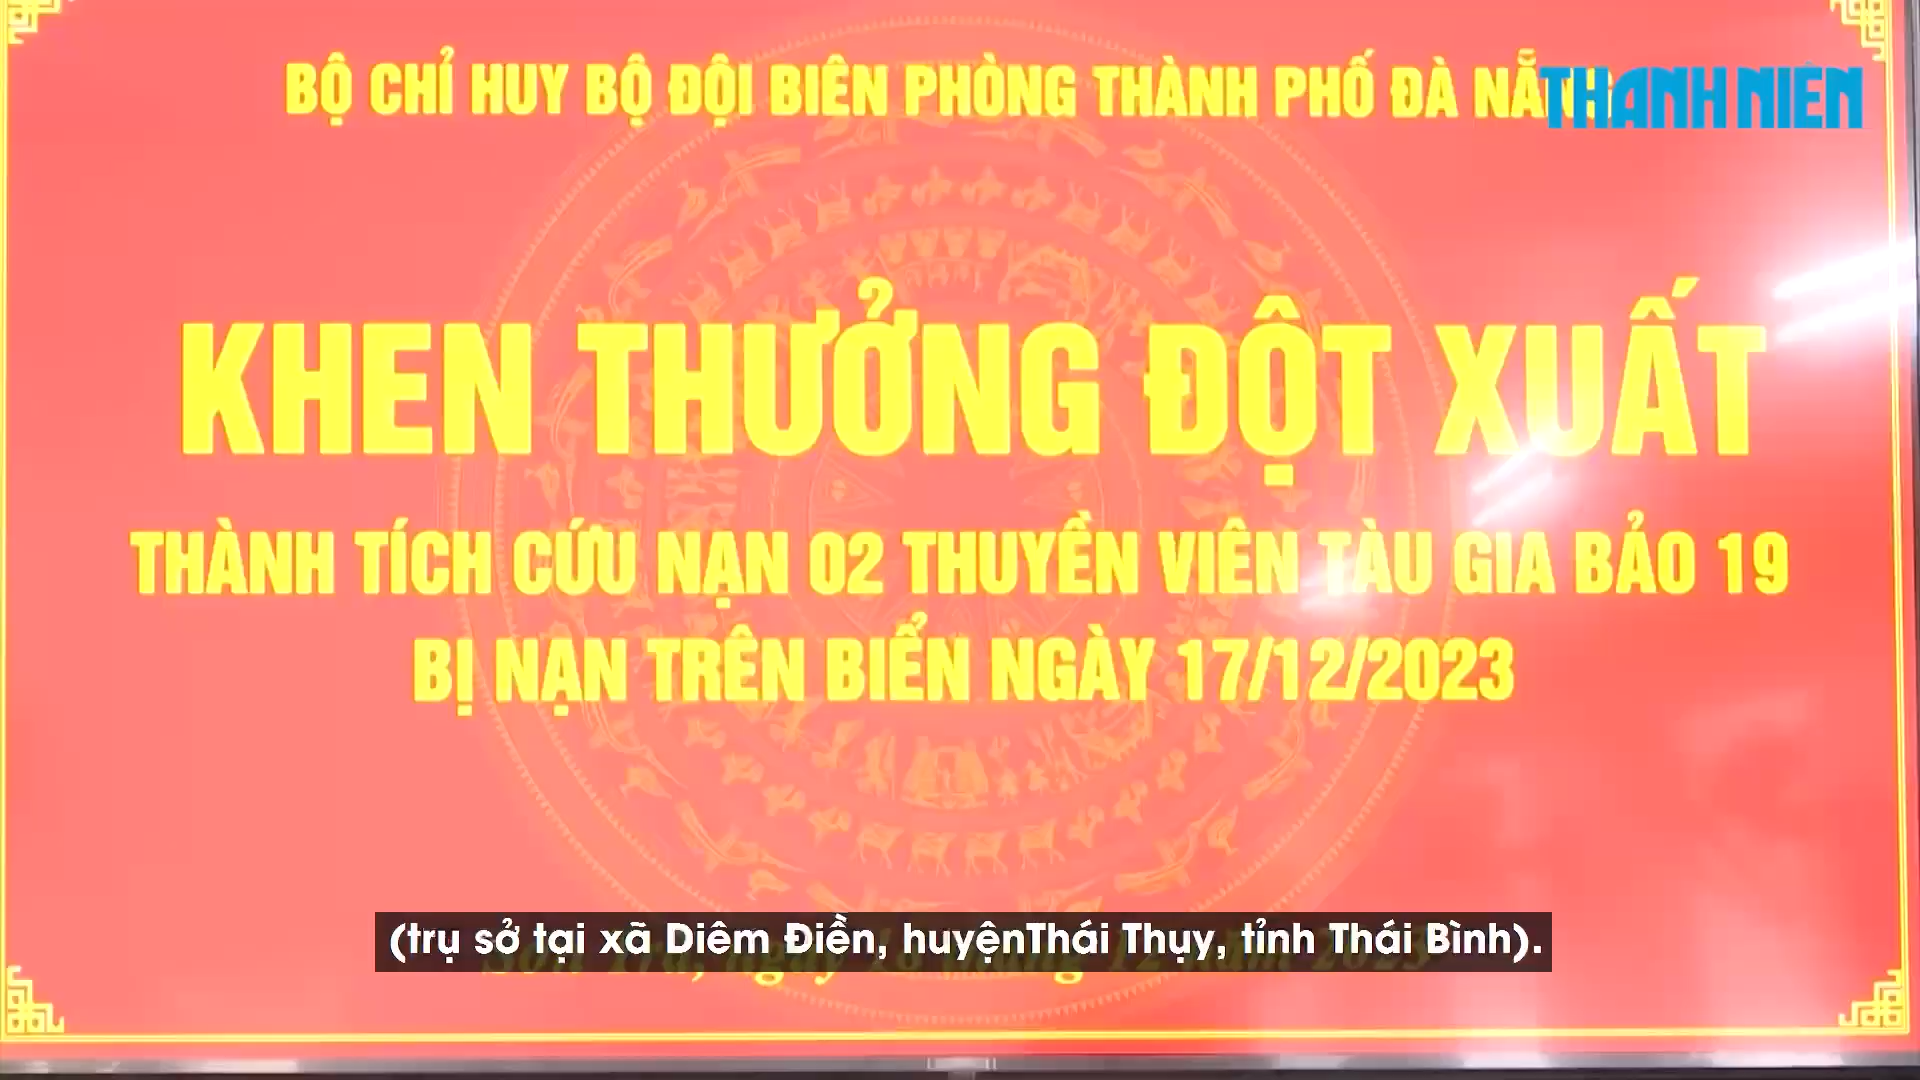 BỘ CHỈ HUY BỘ ĐỘI BIÊN PHÒNG THÀNH PHỐ ĐÀ NẴNG
THANH NIÊN
KHEN THƯỞNG ĐỘT XUẤT
THÀNH TÍCH CỨU NẠN 02 THUYỀN VIÊN TÀU GIA BẢO 19
BỊ NẠN TRÊN BIỂN NGÀY 17/12/2023
(trụ sở tại xã Diêm Điền, huyệnThái Thụy, tỉnh Thái Bình).